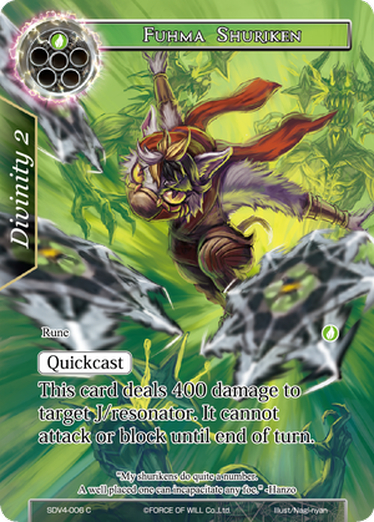 Fuhma Shuriken
Divinity 2
Rune
Quickcast
This card deals 400 damage to
target J/resonator. It cannot
attack or block until end of turn.
"My shurikens do quite a number.
A well placed one can incapacitate any foe." -Hanzo
SDV4-006 C ©FORCE OF WILL Co.,Ltd. Illust/Nagi-nyan